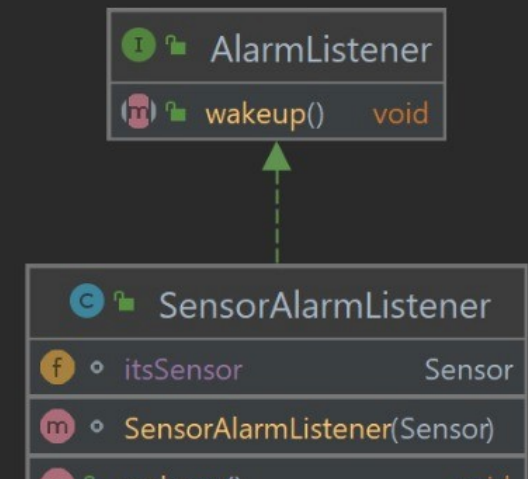 I AlarmListener
m wakeup() void
C SensorAlarmListener
f itsSensor Sensor
m SensorAlarmListener(Sensor)